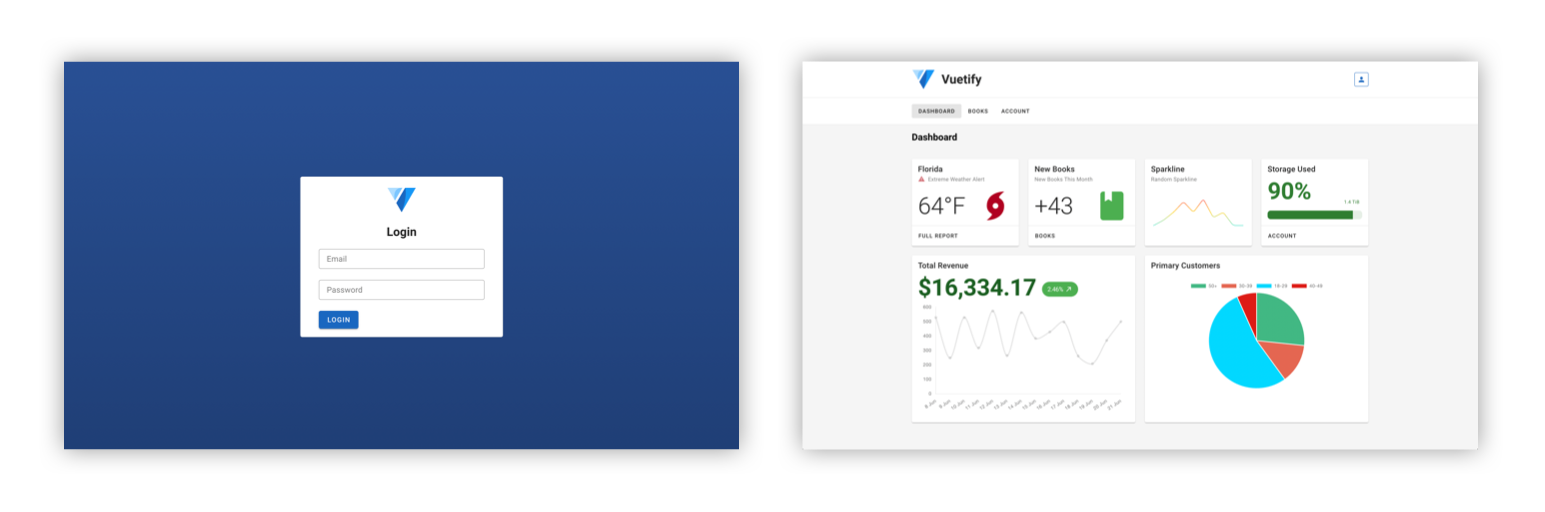 Login
Email
Password
LOGIN
Vuetify
DASHBOARD BOOKS ACCOUNT
Dashboard
Florida
Extreme Weather Alert
64°F
FULL REPORT
New Books
New Books This Month
+43
BOOKS
Sparkline
Random Sparkline
Storage Used
90%
1.4 TiB
ACCOUNT
Total Revenue
$16,334.17 2.46%
600
500
400
300
200
100
0
8 Jun 9 Jun 10 Jun 11 Jun 12 Jun 13 Jun 14 Jun 15 Jun 16 Jun 17 Jun 18 Jun 19 Jun 20 Jun 21 Jun
Primary Customers
50+ 30-39 18-29 40-49